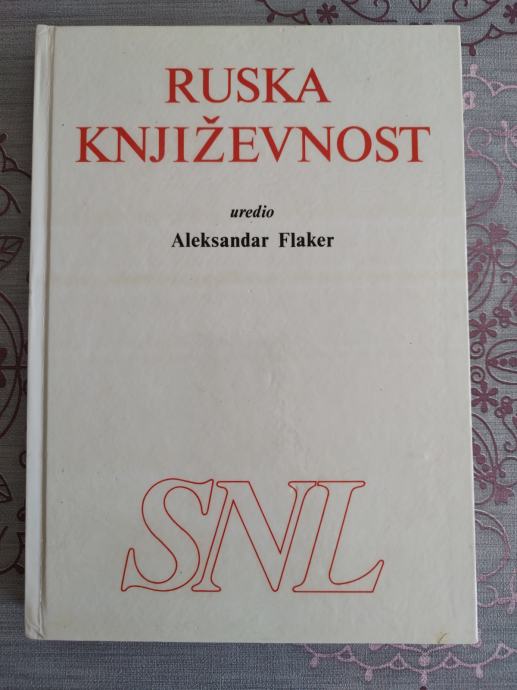 RUSKA
KNJIŽEVNOST
uredio
Aleksandar Flaker
SNL